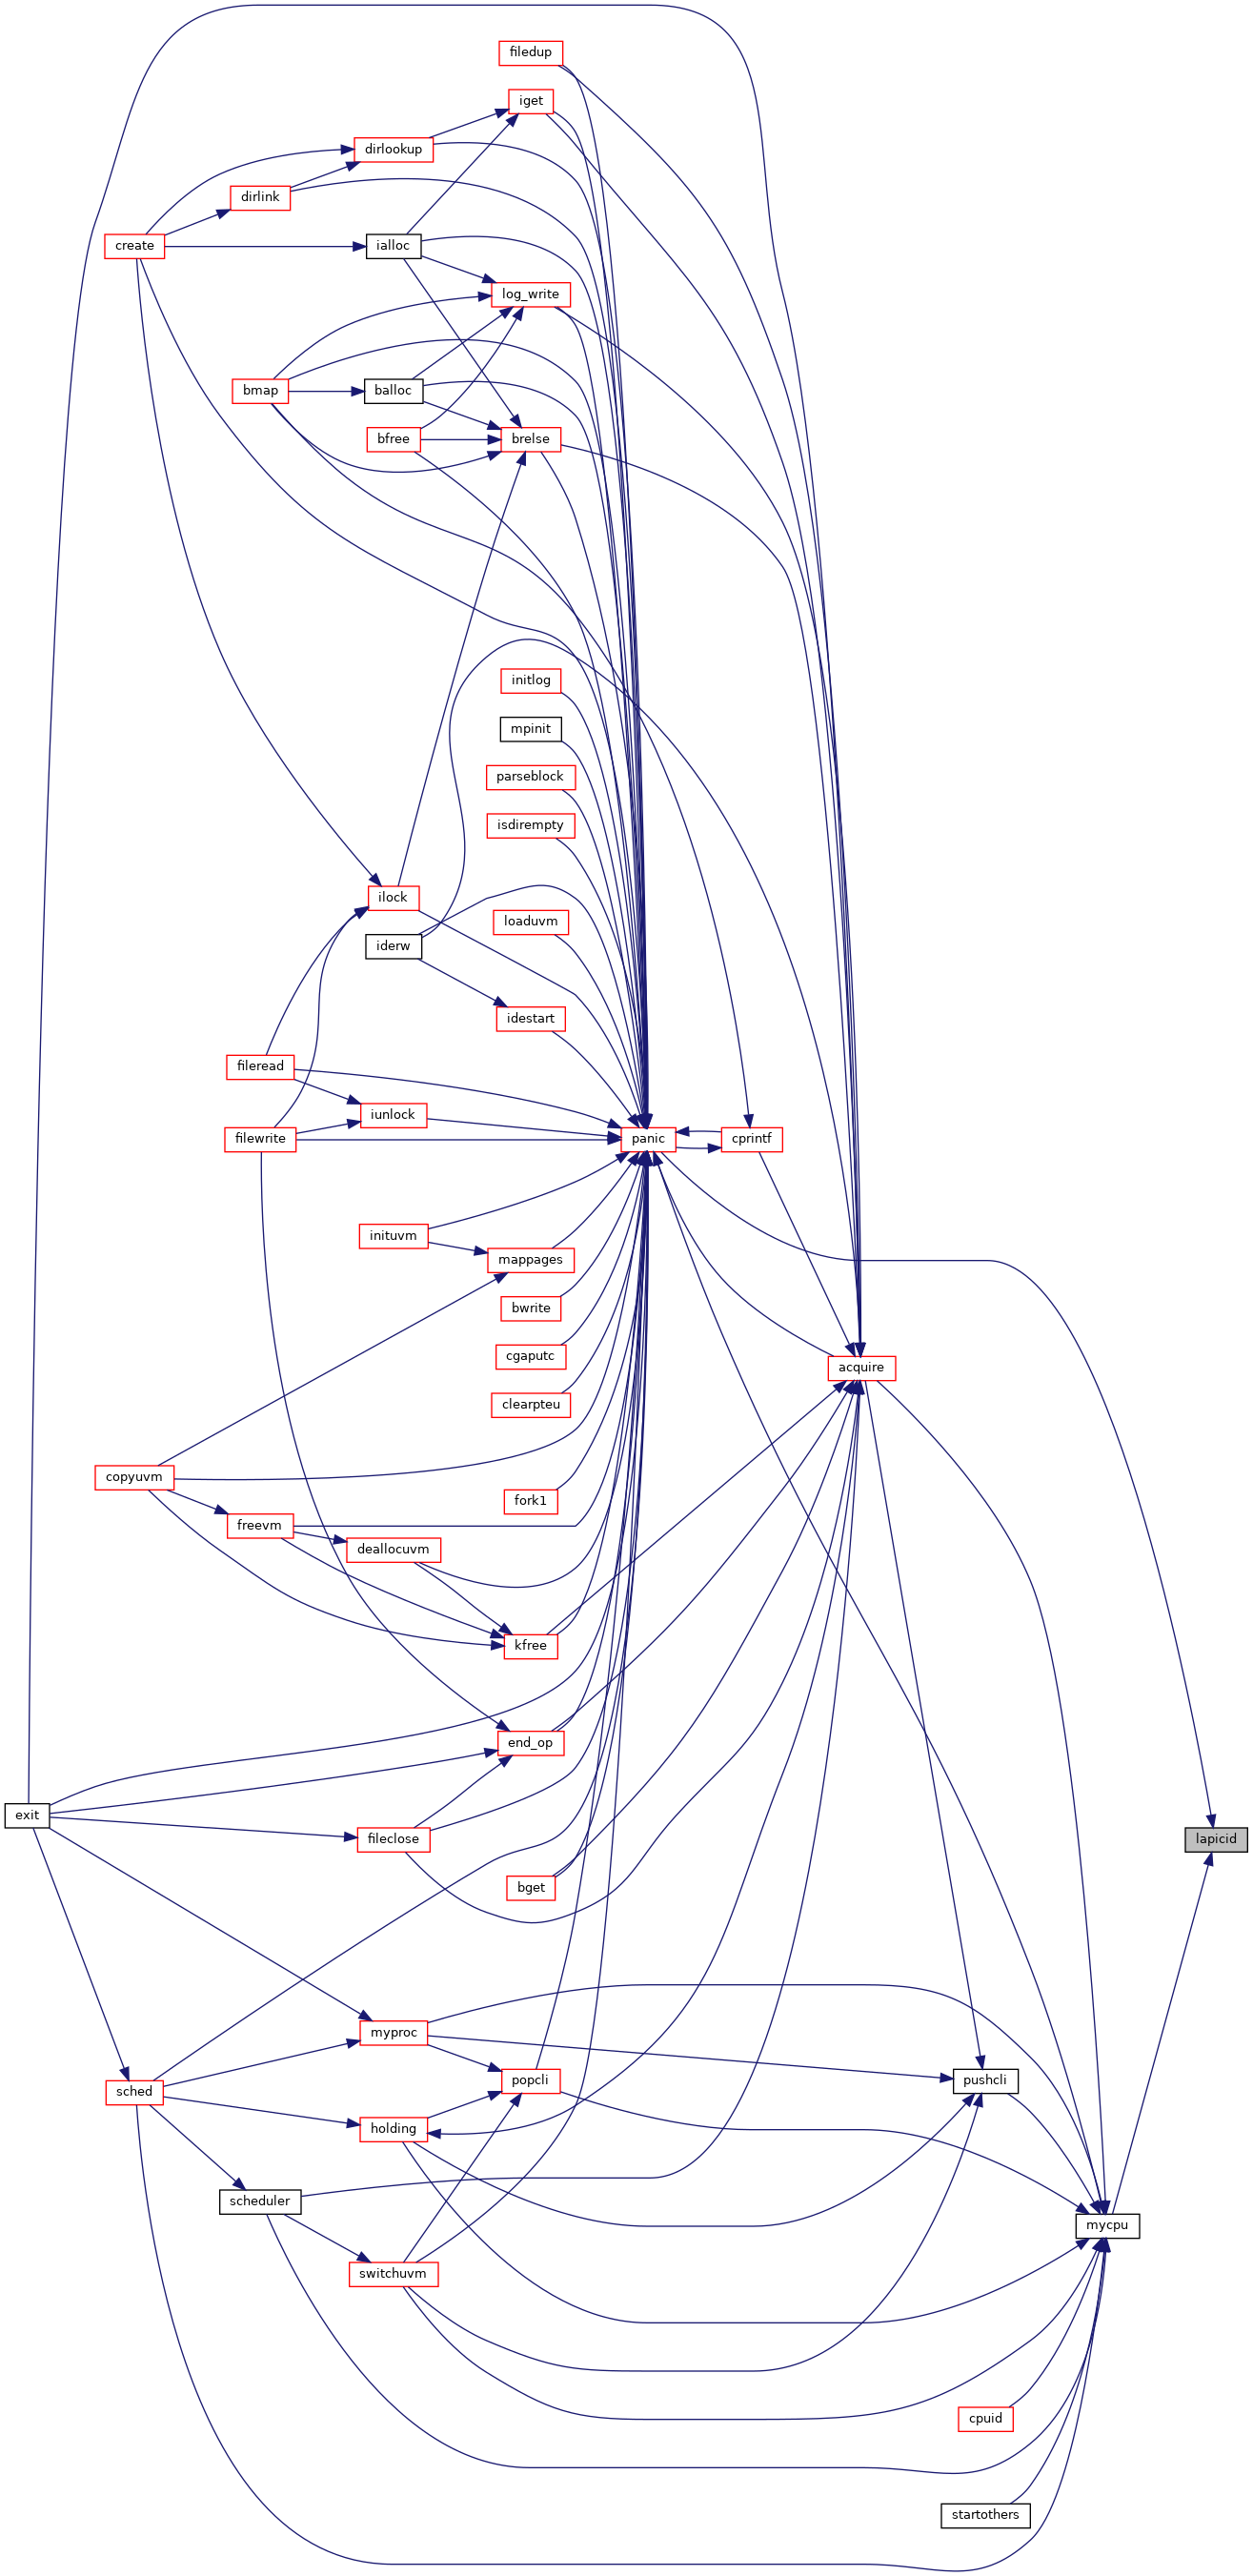 filedup
iget
dirlookup
dirlink
create
ialloc
log_write
bmap
balloc
bfree
brelse
initlog
mpinit
parseblock
isdirempty
ilock
loaduvm
iderw
idestart
fileread
iunlock
filewrite
panic
cprintf
inituvm
mappages
bwrite
cgaputc
acquire
clearpteu
copyuvm
fork1
freevm
deallocuvm
kfree
end_op
exit
fileclose
lapicid
bget
myproc
sched
popcli
pushcli
holding
scheduler
mycpu
switchuvm
cpuid
startothers